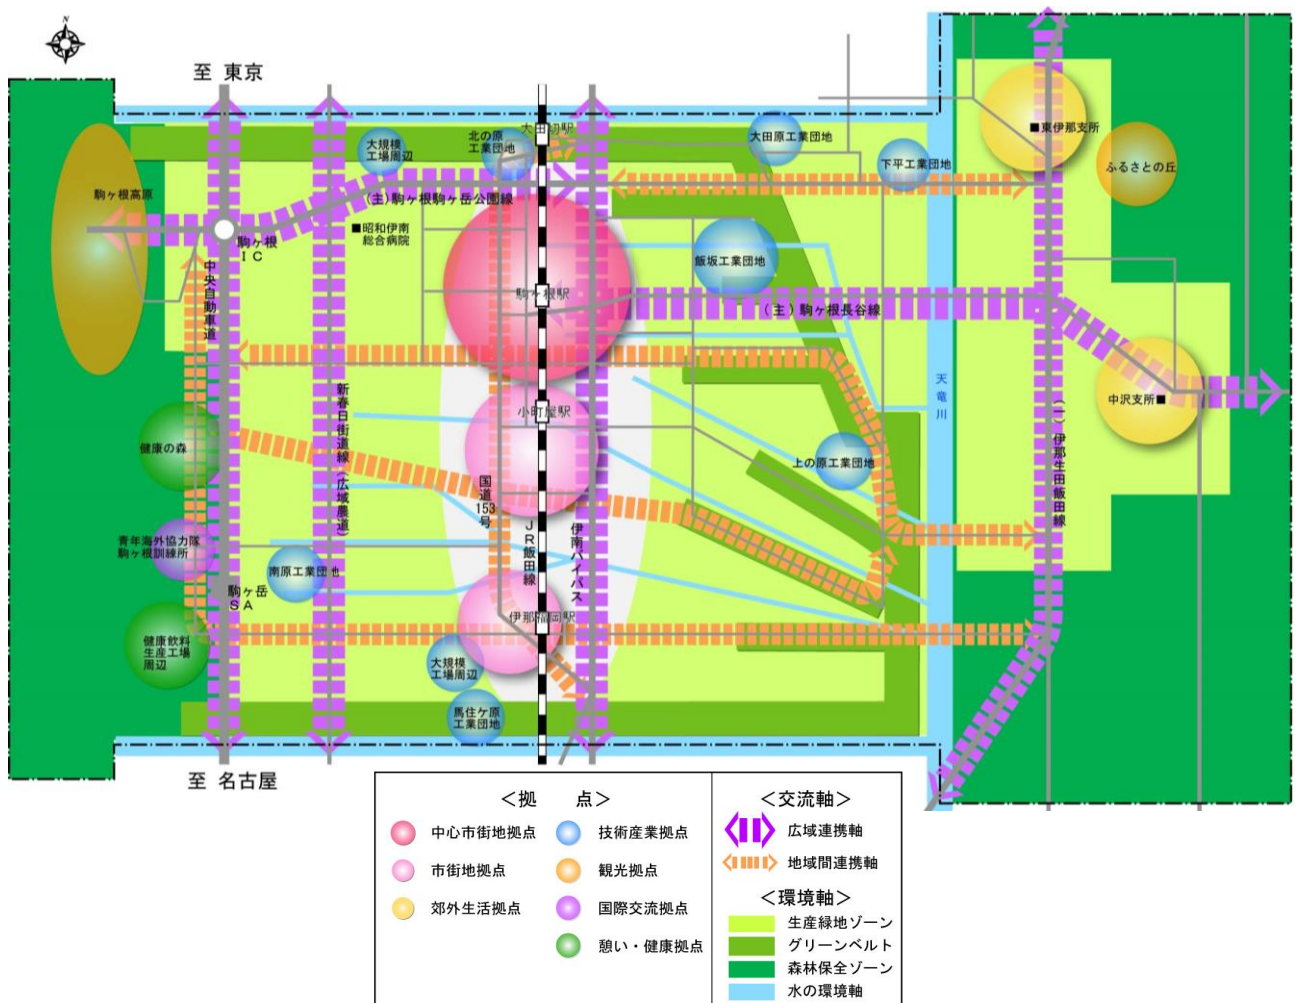 N
至 東京
大田切駅
北の原
工業団地
大規模
工場周辺
大田原工業団地
下平工業団地
■東伊那支所
ふるさとの丘
駒ヶ根高原
(主)駒ヶ根駒ヶ岳公園線
■昭和伊南
総合病院
駒ヶ根
IC
中央自動車道
飯坂工業団地
駒ヶ根駅
(主)駒ヶ根長谷線
天竜川
新春日街道線(広域農道)
小町屋駅
中沢支所■
(一)伊那生田飯田線
健康の森
上の原工業団地
国道153号
JR飯田線
伊南バイパス
青年海外協力隊
駒ヶ根訓練所
南原工業団地
駒ヶ岳
SA
伊那福岡駅
健康飲料
生産工場
周辺
大規模
工場周辺
馬住ケ原
工業団地
至 名古屋
<拠 点>
中心市街地拠点
市街地拠点
郊外生活拠点
技術産業拠点
観光拠点
国際交流拠点
憩い・健康拠点
<交流軸>
広域連携軸
地域間連携軸
<環境軸>
生産緑地ゾーン
グリーンベルト
森林保全ゾーン
水の環境軸